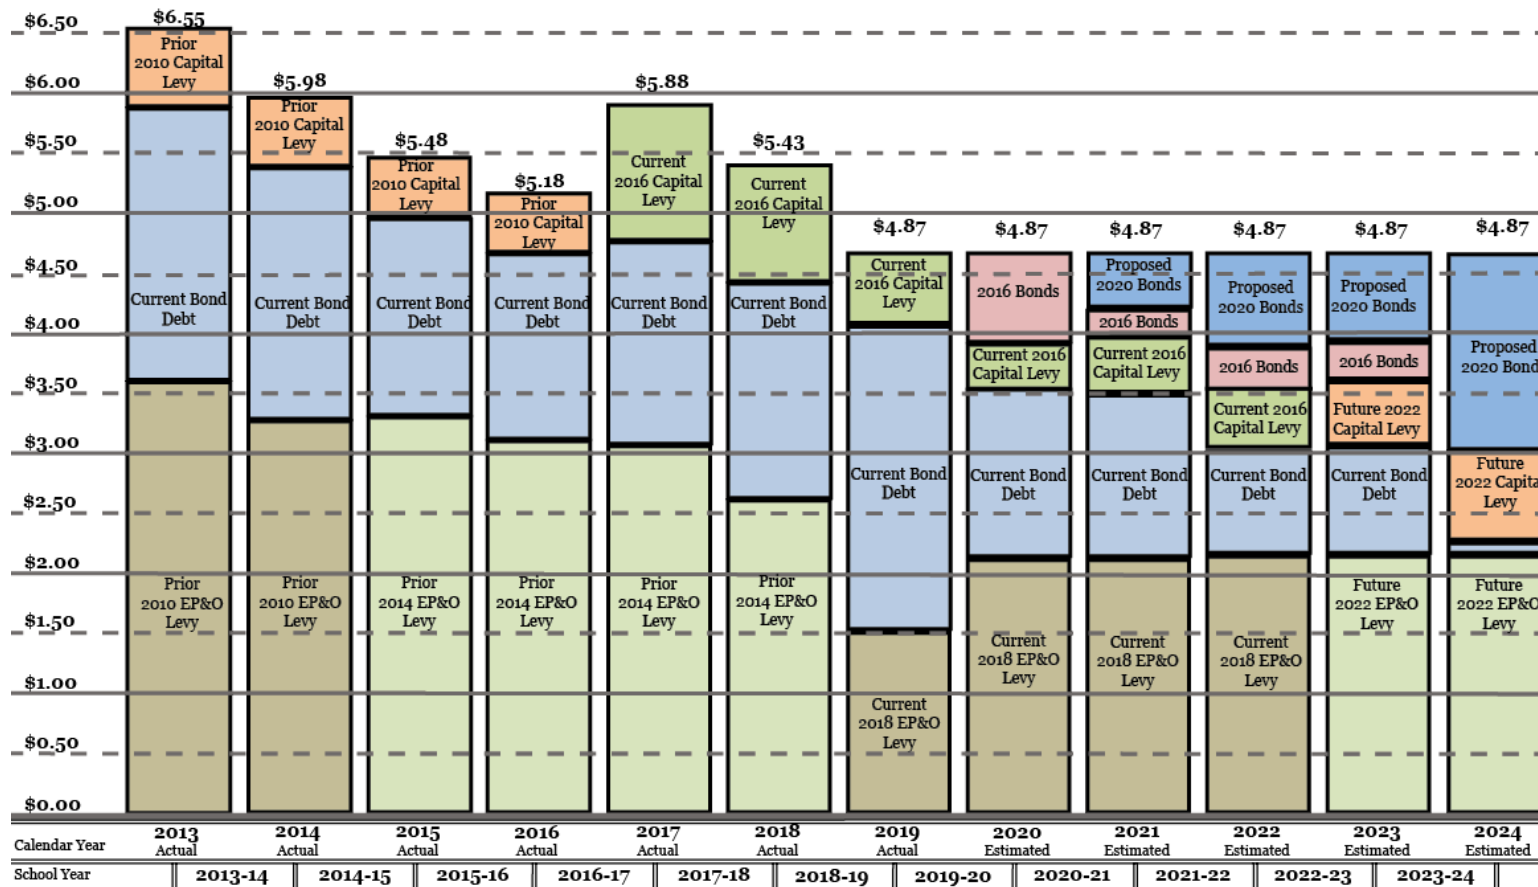 $6.50
$6.00
$5.50
$5.00
$4.50
$4.00
$3.50
$3.00
$2.50
$2.00
$1.50
$1.00
$0.50
$0.00
$6.55
Prior
2010 Capital
Levy
Prior
2010 EP&O
Levy
$5.98
Prior
2010 Capital
Levy
Current Bond
Debt
Prior
2010 EP&O
Levy
Current Bond
Debt
$5.48
Prior
2010 Capital
Levy
Current Bond
Debt
Prior
2014 EP&O
Levy
$5.18
Prior
2010 Capital
Levy
Current Bond
Debt
Prior
2014 EP&O
Levy
$5.88
Current
2016 Capital
Levy
Current Bond
Debt
Prior
2014 EP&O
Levy
$5.43
Current
2016 Capital
Levy
Current Bond
Debt
Prior
2014 EP&O
Levy
$4.87
Current
2016 Capital
Levy
Current Bond
Debt
Current
2018 EP&O
Levy
$4.87
2016 Bonds
Current 2016
Capital Levy
Current Bond
Debt
Current
2018 EP&O
Levy
$4.87
Proposed
2020 Bonds
2016 Bonds
Current 2016
Capital Levy
Current Bond
Debt
Current
2018 EP&O
Levy
$4.87
Proposed
2020 Bonds
2016 Bonds
Current 2016
Capital Levy
Current Bond
Debt
Current
2018 EP&O
Levy
$4.87
Proposed
2020 Bonds
2016 Bonds
Future 2022
Capital Levy
Current Bond
Debt
Future
2022 EP&O
Levy
$4.87
Proposed
2020 Bond
Future
2022 Capita
Levy
Future
2022 EP&O
Levy
Calendar Year 2013 2014 2015 2016 2017 2018 2019 2020 2021 2022 2023 2024
Actual Actual Actual Actual Actual Actual Actual Estimated Estimated Estimated Estimated Estimated
School Year 2013-14 2014-15 2015-16 2016-17 2017-18 2018-19 2019-20 2020-21 2021-22 2022-23 2023-24